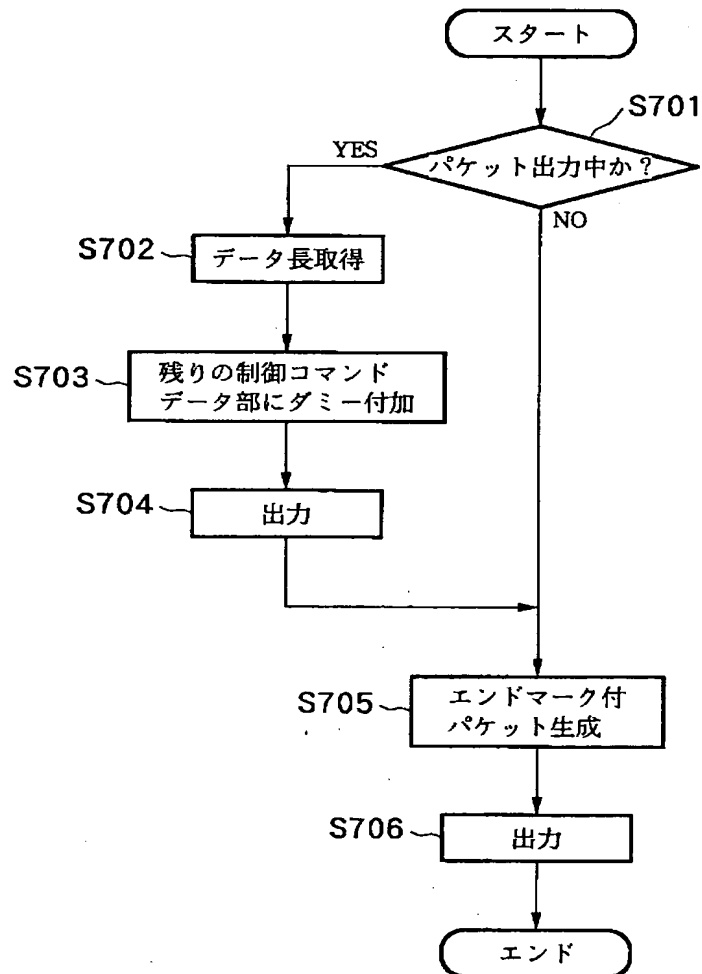 スタート
S701
パケット出力中か?
YES
NO
S702
データ長取得
S703
残りの制御コマンド
データ部にダミー付加
S704
出力
S705
エンドマーク付
パケット生成
S706
出力
エンド